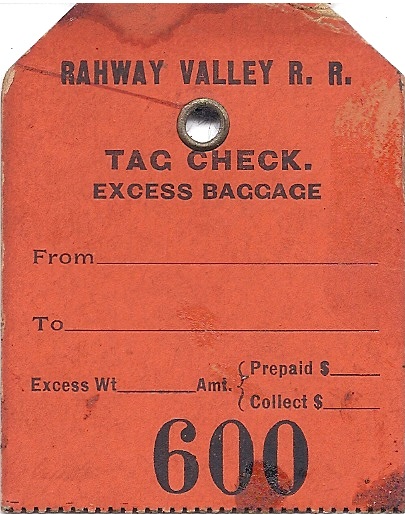 RAHWAY VALLEY R. R.
TAG CHECK.
EXCESS BAGGAGE
From
To
Excess Wt Amt. { Prepaid $
Collect $
600